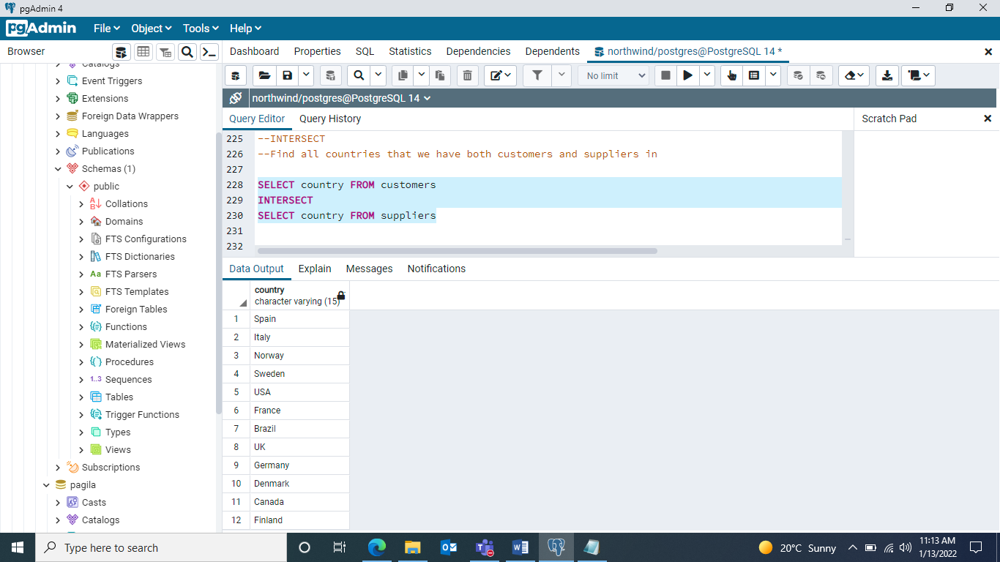 pgAdmin 4
pgAdmin File Object Tools Help
Browser
Dashboard Properties SQL Statistics Dependencies Dependents northwind/postgres@PostgreSQL 14 *
Catalogs
Event Triggers
Extensions
Foreign Data Wrappers
Languages
Publications
Schemas (1)
public
Collations
Domains
FTS Configurations
FTS Dictionaries
Aa FTS Parsers
FTS Templates
Foreign Tables
Functions
Materialized Views
Procedures
1..3 Sequences
Tables
Trigger Functions
Types
Views
Subscriptions
pagila
Casts
Catalogs
No limit
northwind/postgres@PostgreSQL 14
Query Editor Query History
Scratch Pad
225 --INTERSECT
226 --Find all countries that we have both customers and suppliers in
227
228 SELECT country FROM customers
229 INTERSECT
230 SELECT country FROM suppliers
231
232
Data Output Explain Messages Notifications
country
character varying (15)
1 Spain
2 Italy
3 Norway
4 Sweden
5 USA
6 France
7 Brazil
8 UK
9 Germany
10 Denmark
11 Canada
12 Finland
Type here to search
20°C Sunny
11:13 AM
1/13/2022